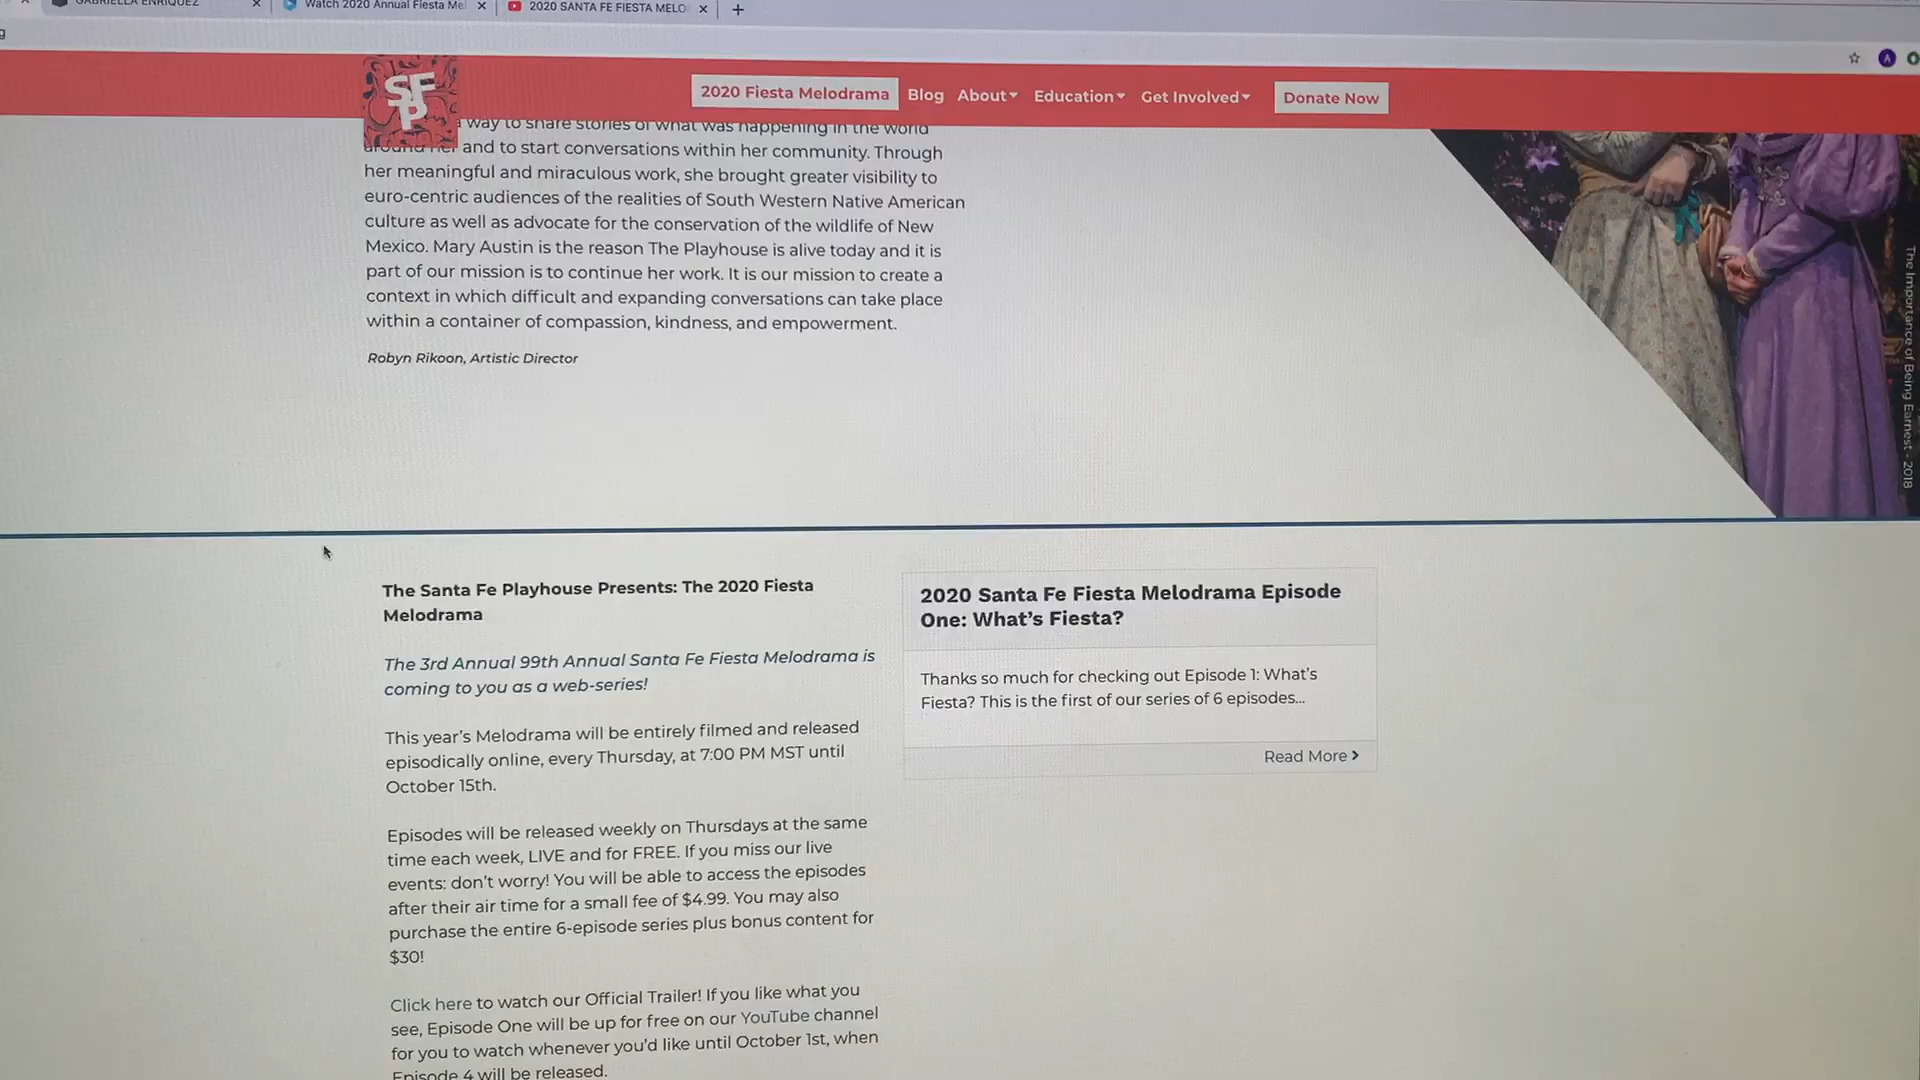 GABRIELLA ENRIQUEZ
Watch 2020 Annual Fiesta Me
2020 SANTA FE FIESTA MELO
SFP
2020 Fiesta Melodrama
Blog
About
Education
Get Involved
Donate Now
way to share stories of what was happening in the world
around her and to start conversations within her community. Through
her meaningful and miraculous work, she brought greater visibility to
euro-centric audiences of the realities of South Western Native American
culture as well as advocate for the conservation of the wildlife of New
Mexico. Mary Austin is the reason The Playhouse is alive today and it is
part of our mission is to continue her work. It is our mission to create a
context in which difficult and expanding conversations can take place
within a container of compassion, kindness, and empowerment.
Robyn Rikoon, Artistic Director
The Importance of Being Earnest - 2018
The Santa Fe Playhouse Presents: The 2020 Fiesta
Melodrama
The 3rd Annual 99th Annual Santa Fe Fiesta Melodrama is
coming to you as a web-series!
This year's Melodrama will be entirely filmed and released
episodically online, every Thursday, at 7:00 PM MST until
October 15th.
Episodes will be released weekly on Thursdays at the same
time each week, LIVE and for FREE. If you miss our live
events: don't worry! You will be able to access the episodes
after their air time for a small fee of $4.99. You may also
purchase the entire 6-episode series plus bonus content for
$30!
Click here to watch our Official Trailer! If you like what you
see, Episode One will be up for free on our YouTube channel
for you to watch whenever you'd like until October 1st, when
Episode 4 will be released.
2020 Santa Fe Fiesta Melodrama Episode
One: What's Fiesta?
Thanks so much for checking out Episode 1: What's
Fiesta? This is the first of our series of 6 episodes...
Read More